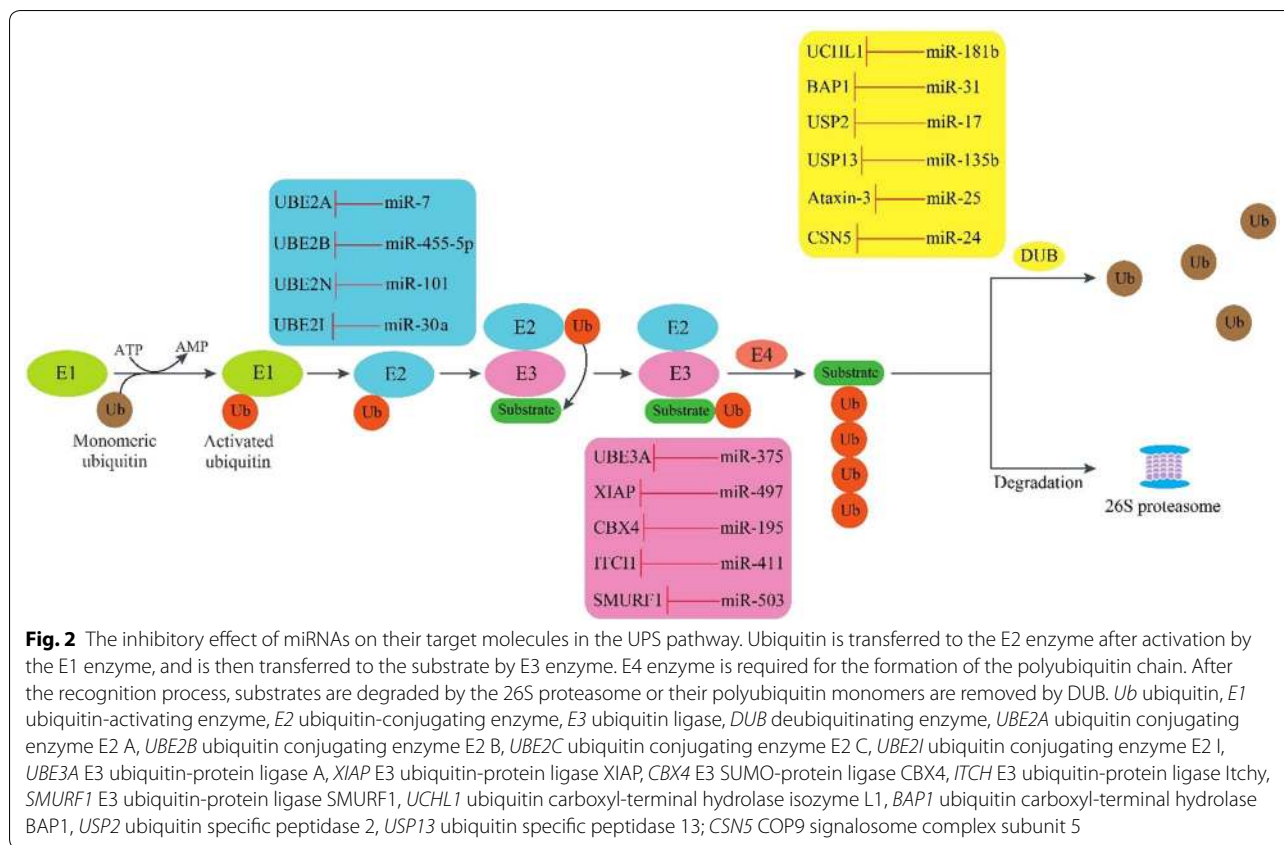 UCHL1 miR-181b
BAP1 miR-31
USP2 miR-17
USP13 miR-135b
Ataxin-3 miR-25
CSN5 miR-24
UBE2A miR-7
UBE2B miR-455-5p
UBE2N miR-101
UBE2I miR-30a
DUB
Ub
Ub
Ub
Ub
ATP AMP
E1
Ub
Monomeric
ubiquitin
E1
Ub
Activated
ubiquitin
E2
Ub
E2 Ub
E3
Substrate
E2
E3
Substrate Ub
E4
Substrate
Ub
Ub
Ub
Ub
Degradation
26S proteasome
UBE3A miR-375
XIAP miR-497
CBX4 miR-195
ITCH miR-411
SMURF1 miR-503
Fig. 2 The inhibitory effect of miRNAs on their target molecules in the UPS pathway. Ubiquitin is transferred to the E2 enzyme after activation by
the E1 enzyme, and is then transferred to the substrate by E3 enzyme. E4 enzyme is required for the formation of the polyubiquitin chain. After
the recognition process, substrates are degraded by the 26S proteasome or their polyubiquitin monomers are removed by DUB. Ub ubiquitin, E1
ubiquitin-activating enzyme, E2 ubiquitin-conjugating enzyme, E3 ubiquitin ligase, DUB deubiquitinating enzyme, UBE2A ubiquitin conjugating
enzyme E2 A, UBE2B ubiquitin conjugating enzyme E2 B, UBE2C ubiquitin conjugating enzyme E2 C, UBE2I ubiquitin conjugating enzyme E2 I,
UBE3A E3 ubiquitin-protein ligase A, XIAP E3 ubiquitin-protein ligase XIAP, CBX4 E3 SUMO-protein ligase CBX4, ITCH E3 ubiquitin-protein ligase Itchy,
SMURF1 E3 ubiquitin-protein ligase SMURF1, UCHL1 ubiquitin carboxyl-terminal hydrolase isozyme L1, BAP1 ubiquitin carboxyl-terminal hydrolase
BAP1, USP2 ubiquitin specific peptidase 2, USP13 ubiquitin specific peptidase 13; CSN5 COP9 signalosome complex subunit 5